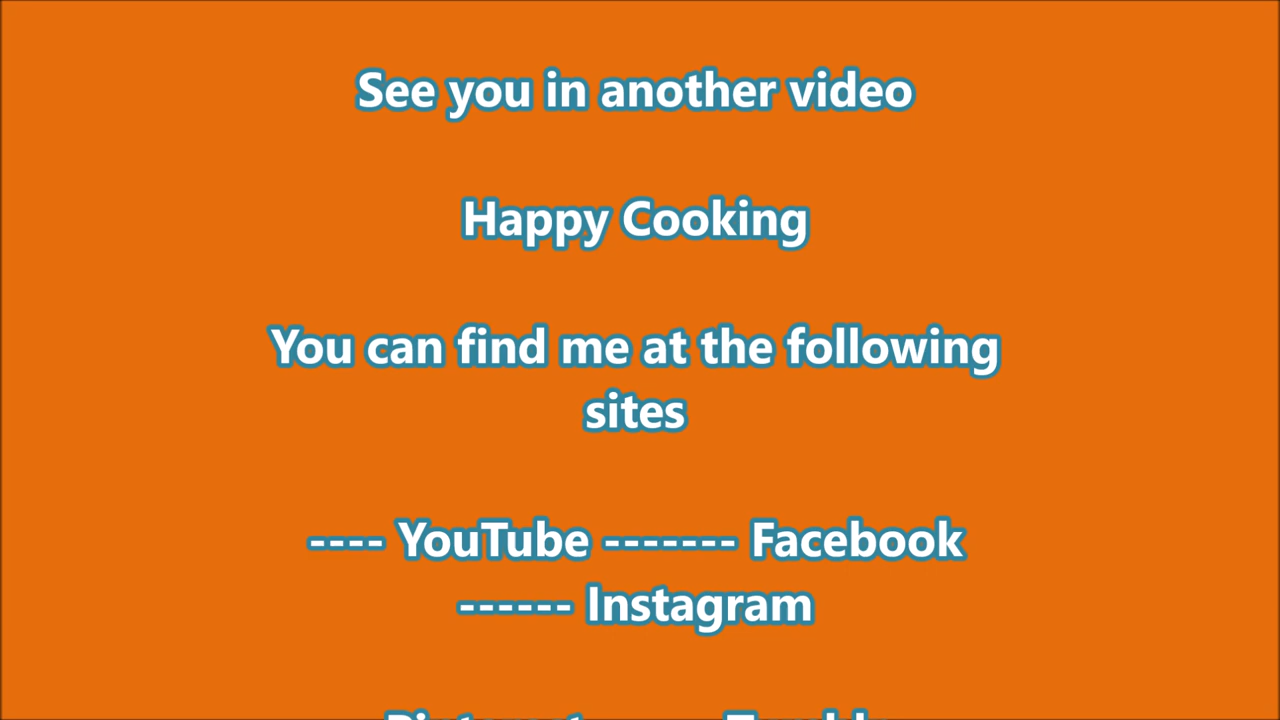 See you in another video
Happy Cooking
You can find me at the following
sites
---- YouTube ------- Facebook
------ Instagram